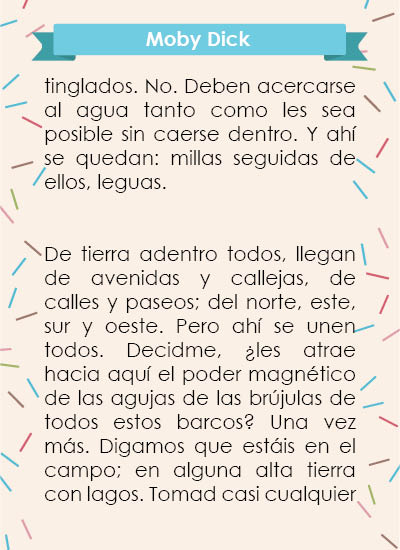 Moby Dick
tinglados. No. Deben acercarse
al agua tanto como les sea
posible sin caerse dentro. Y ahí
se quedan: millas seguidas de
ellos, leguas.
De tierra adentro todos, llegan
de avenidas y callejas, de
calles y paseos; del norte, este,
sur y oeste. Pero ahí se unen
todos. Decidme, ¿les atrae
hacia aquí el poder magnético
de las agujas de las brújulas de
todos estos barcos? Una vez
más. Digamos que estáis en el
campo; en alguna alta tierra
con lagos. Tomad casi cualquier